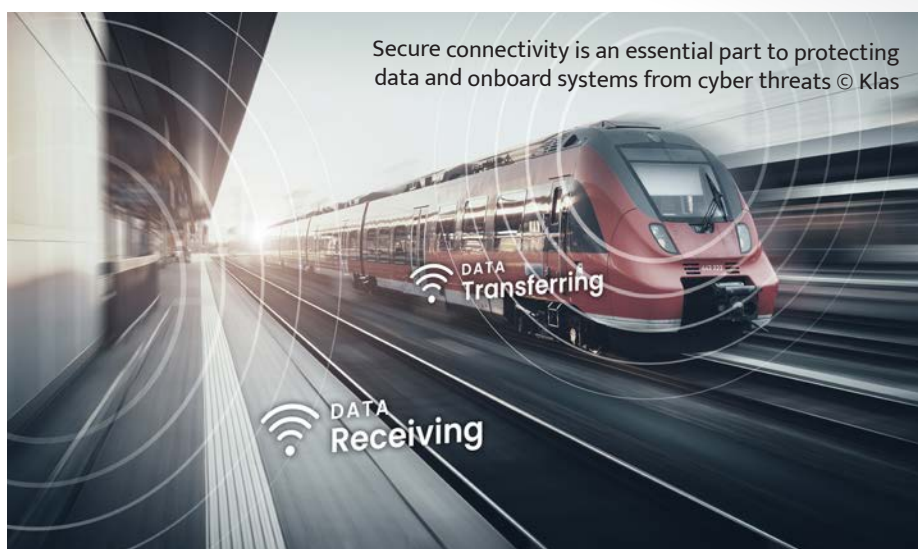 Secure connectivity is an essential part to protecting
data and onboard systems from cyber threats © Klas
DATA
Transferring
DATA
Receiving